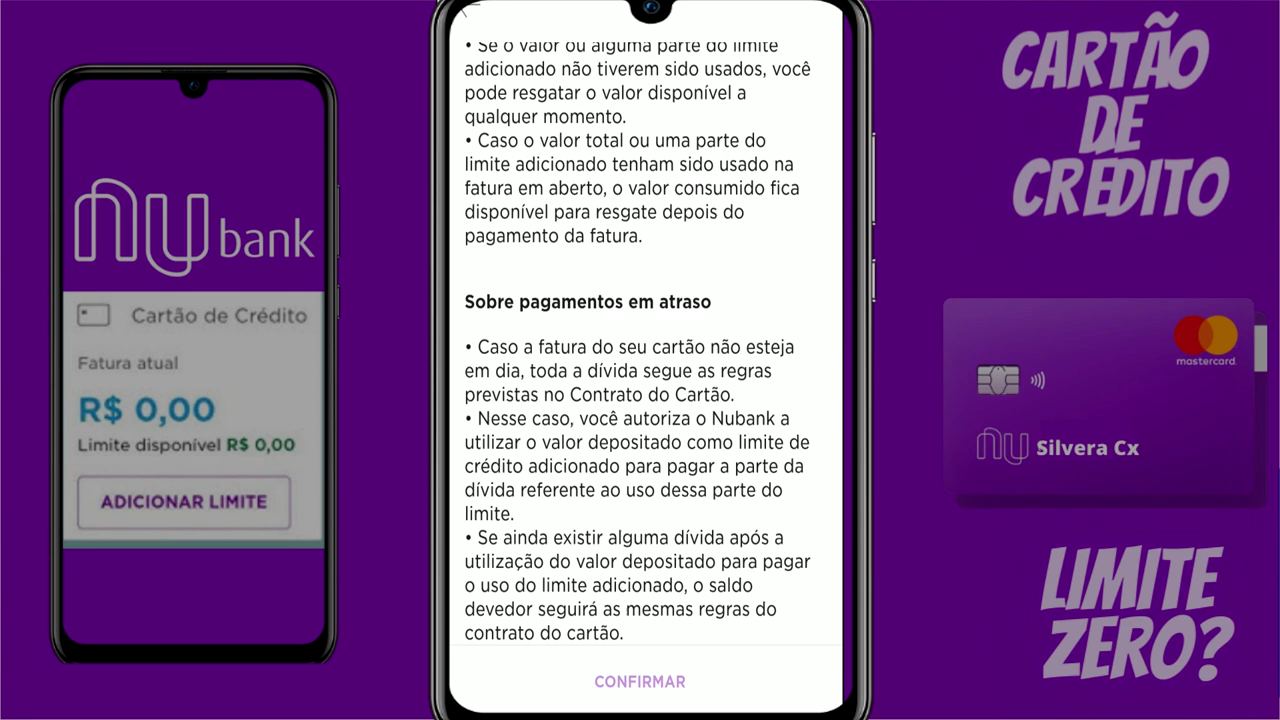 nu bank
Cartão de Crédito
Fatura atual
R$ 0,00
Limite disponível R$ 0,00
ADICIONAR LIMITE
• Se o valor ou alguma parte do limite
adicionado não tiverem sido usados, você
pode resgatar o valor disponível a
qualquer momento.
• Caso o valor total ou uma parte do
limite adicionado tenham sido usado na
fatura em aberto, o valor consumido fica
disponível para resgate depois do
pagamento da fatura.
Sobre pagamentos em atraso
• Caso a fatura do seu cartão não esteja
em dia, toda a dívida segue as regras
previstas no Contrato do Cartão.
• Nesse caso, você autoriza o Nubank a
utilizar o valor depositado como limite de
crédito adicionado para pagar a parte da
dívida referente ao uso dessa parte do
limite.
• Se ainda existir alguma dívida após a
utilização do valor depositado para pagar
o uso do limite adicionado, o saldo
devedor seguirá as mesmas regras do
contrato do cartão.
CONFIRMAR
CARTÃO
DE
CRÉDITO
mastercard.
nu Silvera Cx
LIMITE
ZERO?